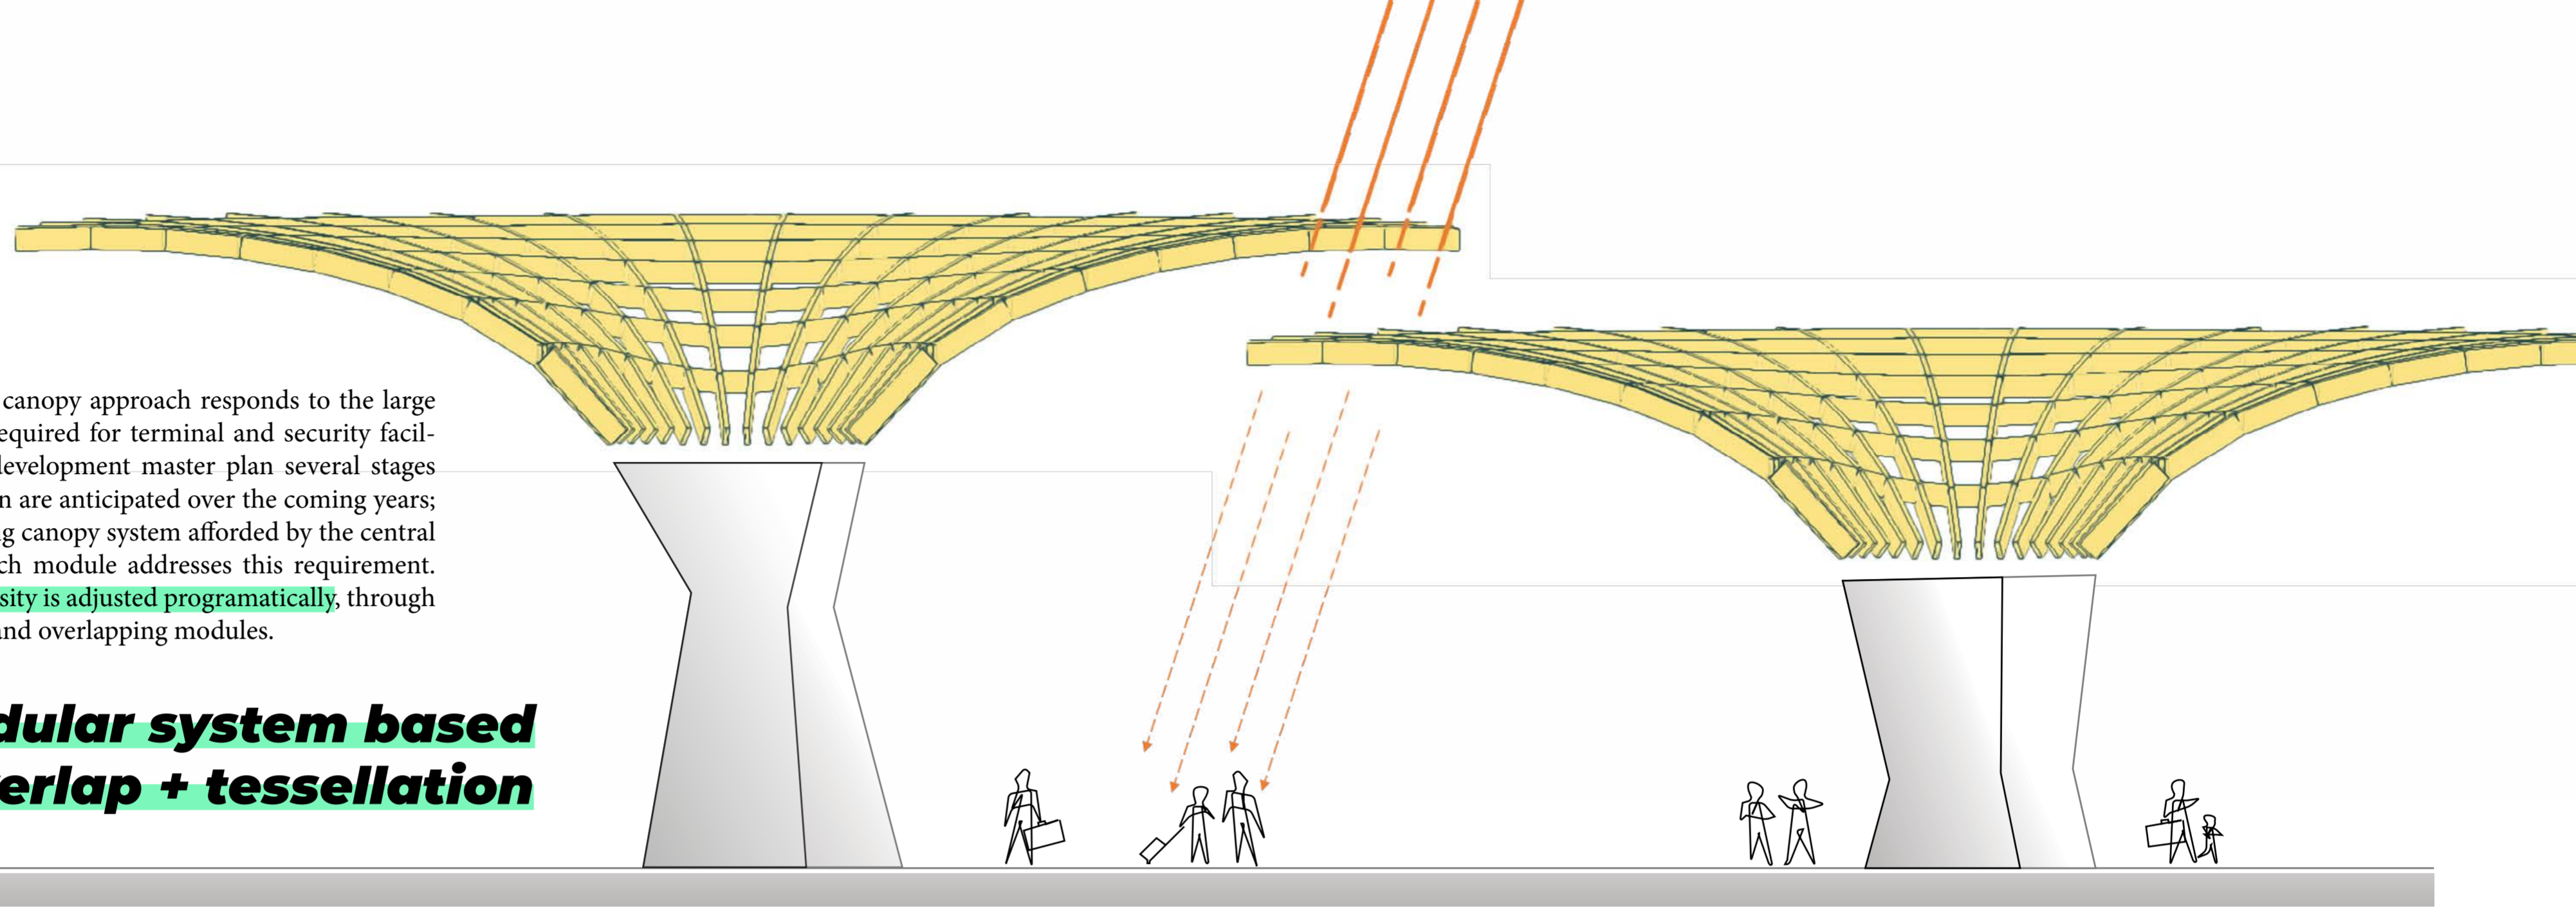 canopy approach responds to the large
equired for terminal and security facil-
development master plan several stages
n are anticipated over the coming years;
g canopy system afforded by the central
ch module addresses this requirement.
sity is adjusted programatically, through
and overlapping modules.
dular system based
erlap + tessellation